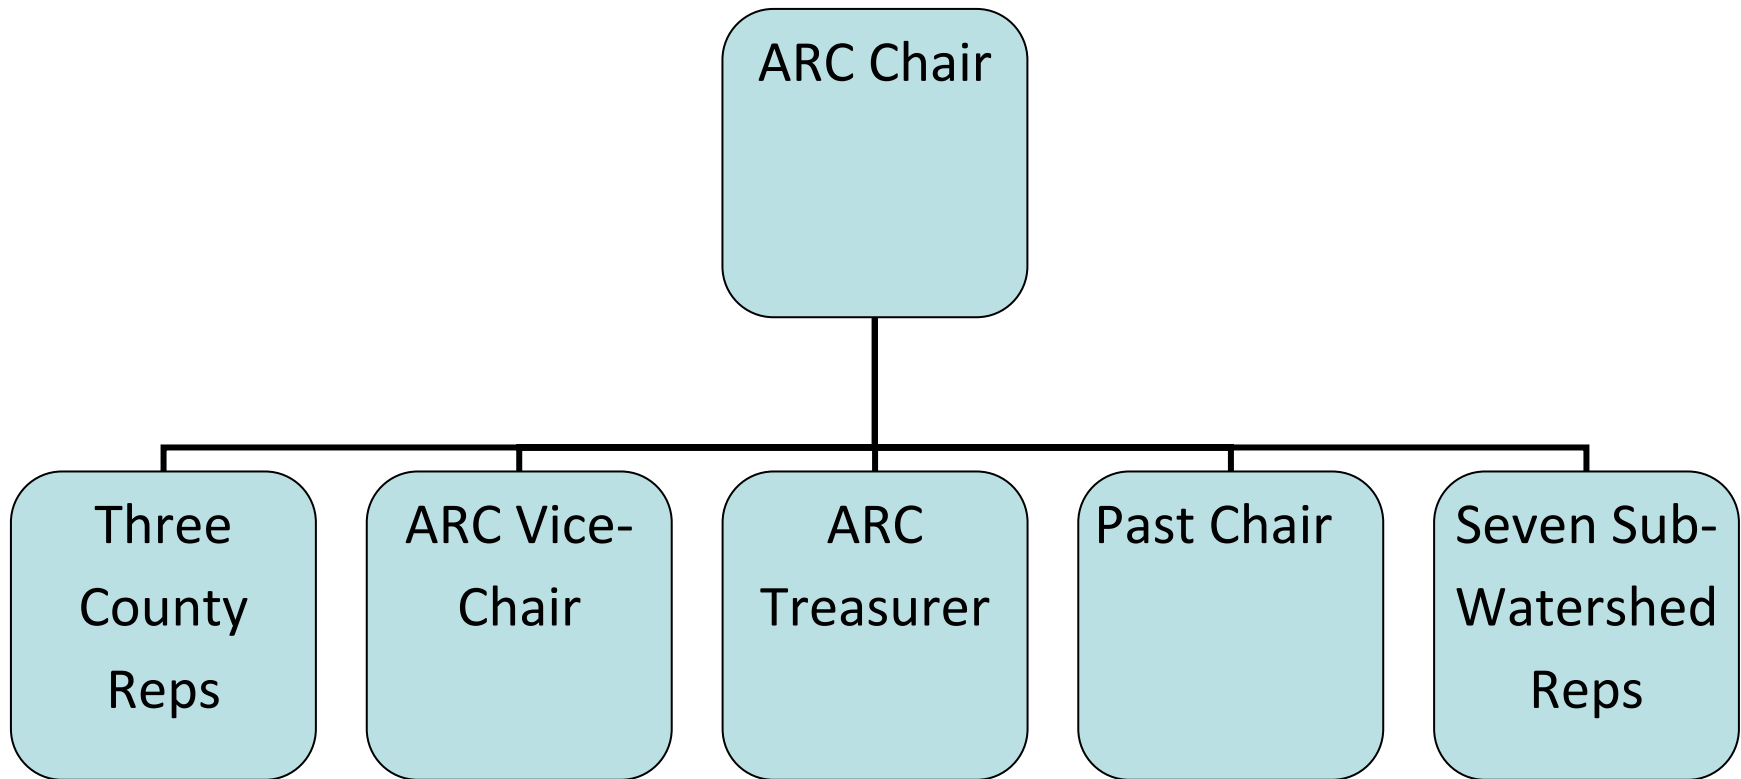 ARC Chair
Three
County
Reps
ARC Vice-
Chair
ARC
Treasurer
Past Chair
Seven Sub-
Watershed
Reps